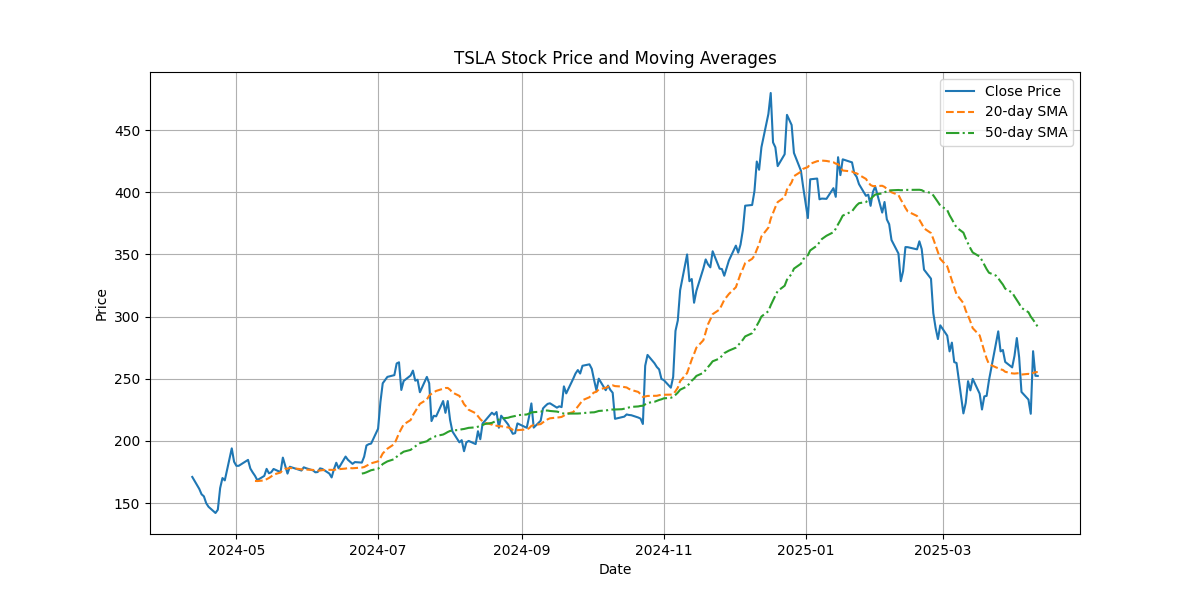 TSLA Stock Price and Moving Averages
Close Price
20-day SMA
50-day SMA
450
400
350
300
250
200
150
Price
2024-05 2024-07 2024-09 2024-11 2025-01 2025-03
Date